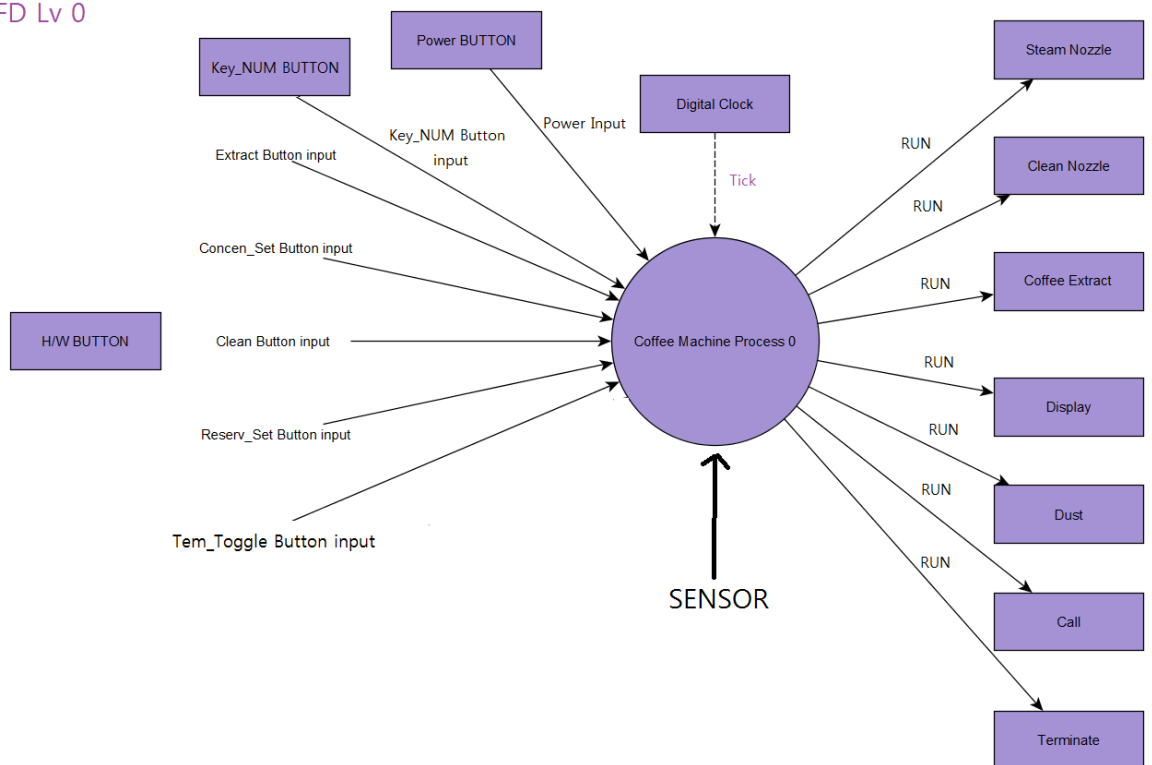 FD Lv 0
Power BUTTON
Key_NUM BUTTON
Digital Clock
Steam Nozzle
Power Input
Key_NUM Button
input
Extract Button input
Tick
RUN
Clean Nozzle
RUN
Concen_Set Button input
RUN
Coffee Extract
H/W BUTTON
Clean Button input
Coffee Machine Process 0
RUN
Display
Reserv_Set Button input
RUN
Dust
RUN
Tem_Toggle Button input
RUN
SENSOR
Call
Terminate